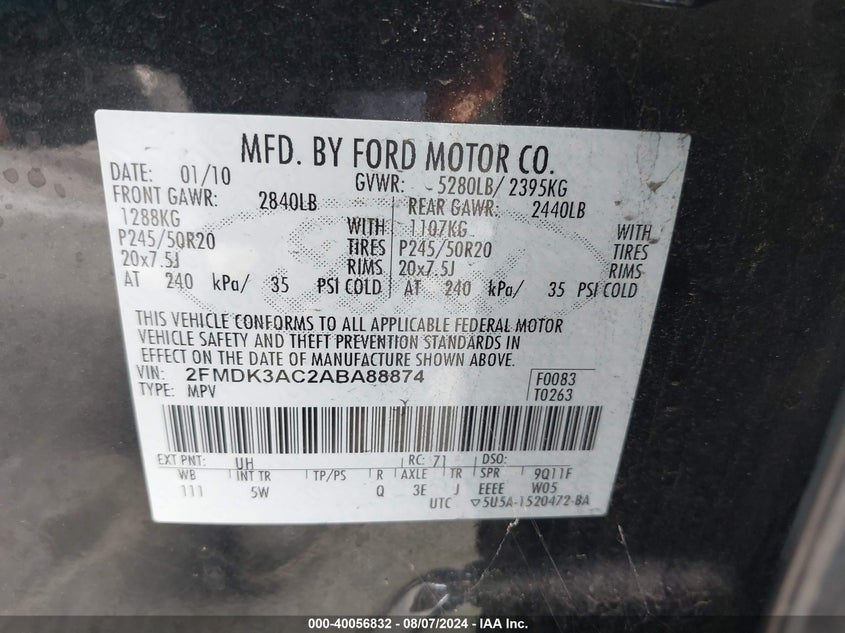 MFD. BY FORD MOTOR CO.
DATE: 01/10 GVWR: 5280LB/ 2395KG
FRONT GAWR: 2840LB REAR GAWR: 2440LB
1288KG WITH 1107KG WITH
P245/50R20 TIRES P245/50R20 TIRES
20x7.5J RIMS 20x7.5J RIMS
AT 240 kPa/ 35 PSI COLD AT 240 kPa/ 35 PSI COLD
THIS VEHICLE CONFORMS TO ALL APPLICABLE FEDERAL MOTOR
VEHICLE SAFETY AND THEFT PREVENTION STANDARDS IN
EFFECT ON THE DATE OF MANUFACTURE SHOWN ABOVE.
VIN: 2FMDK3AC2ABA88874 F0083
TYPE: MPV T0263
EXT PNT: UH RC: 71 DSO:
WB INT TR TP/PS R AXLE TR SPR 9Q11F
111 5W Q 3E J EEEE W05
UTC ▽5U5A-1520472-BA
000-40056832 - 08/07/2024 - IAA Inc.